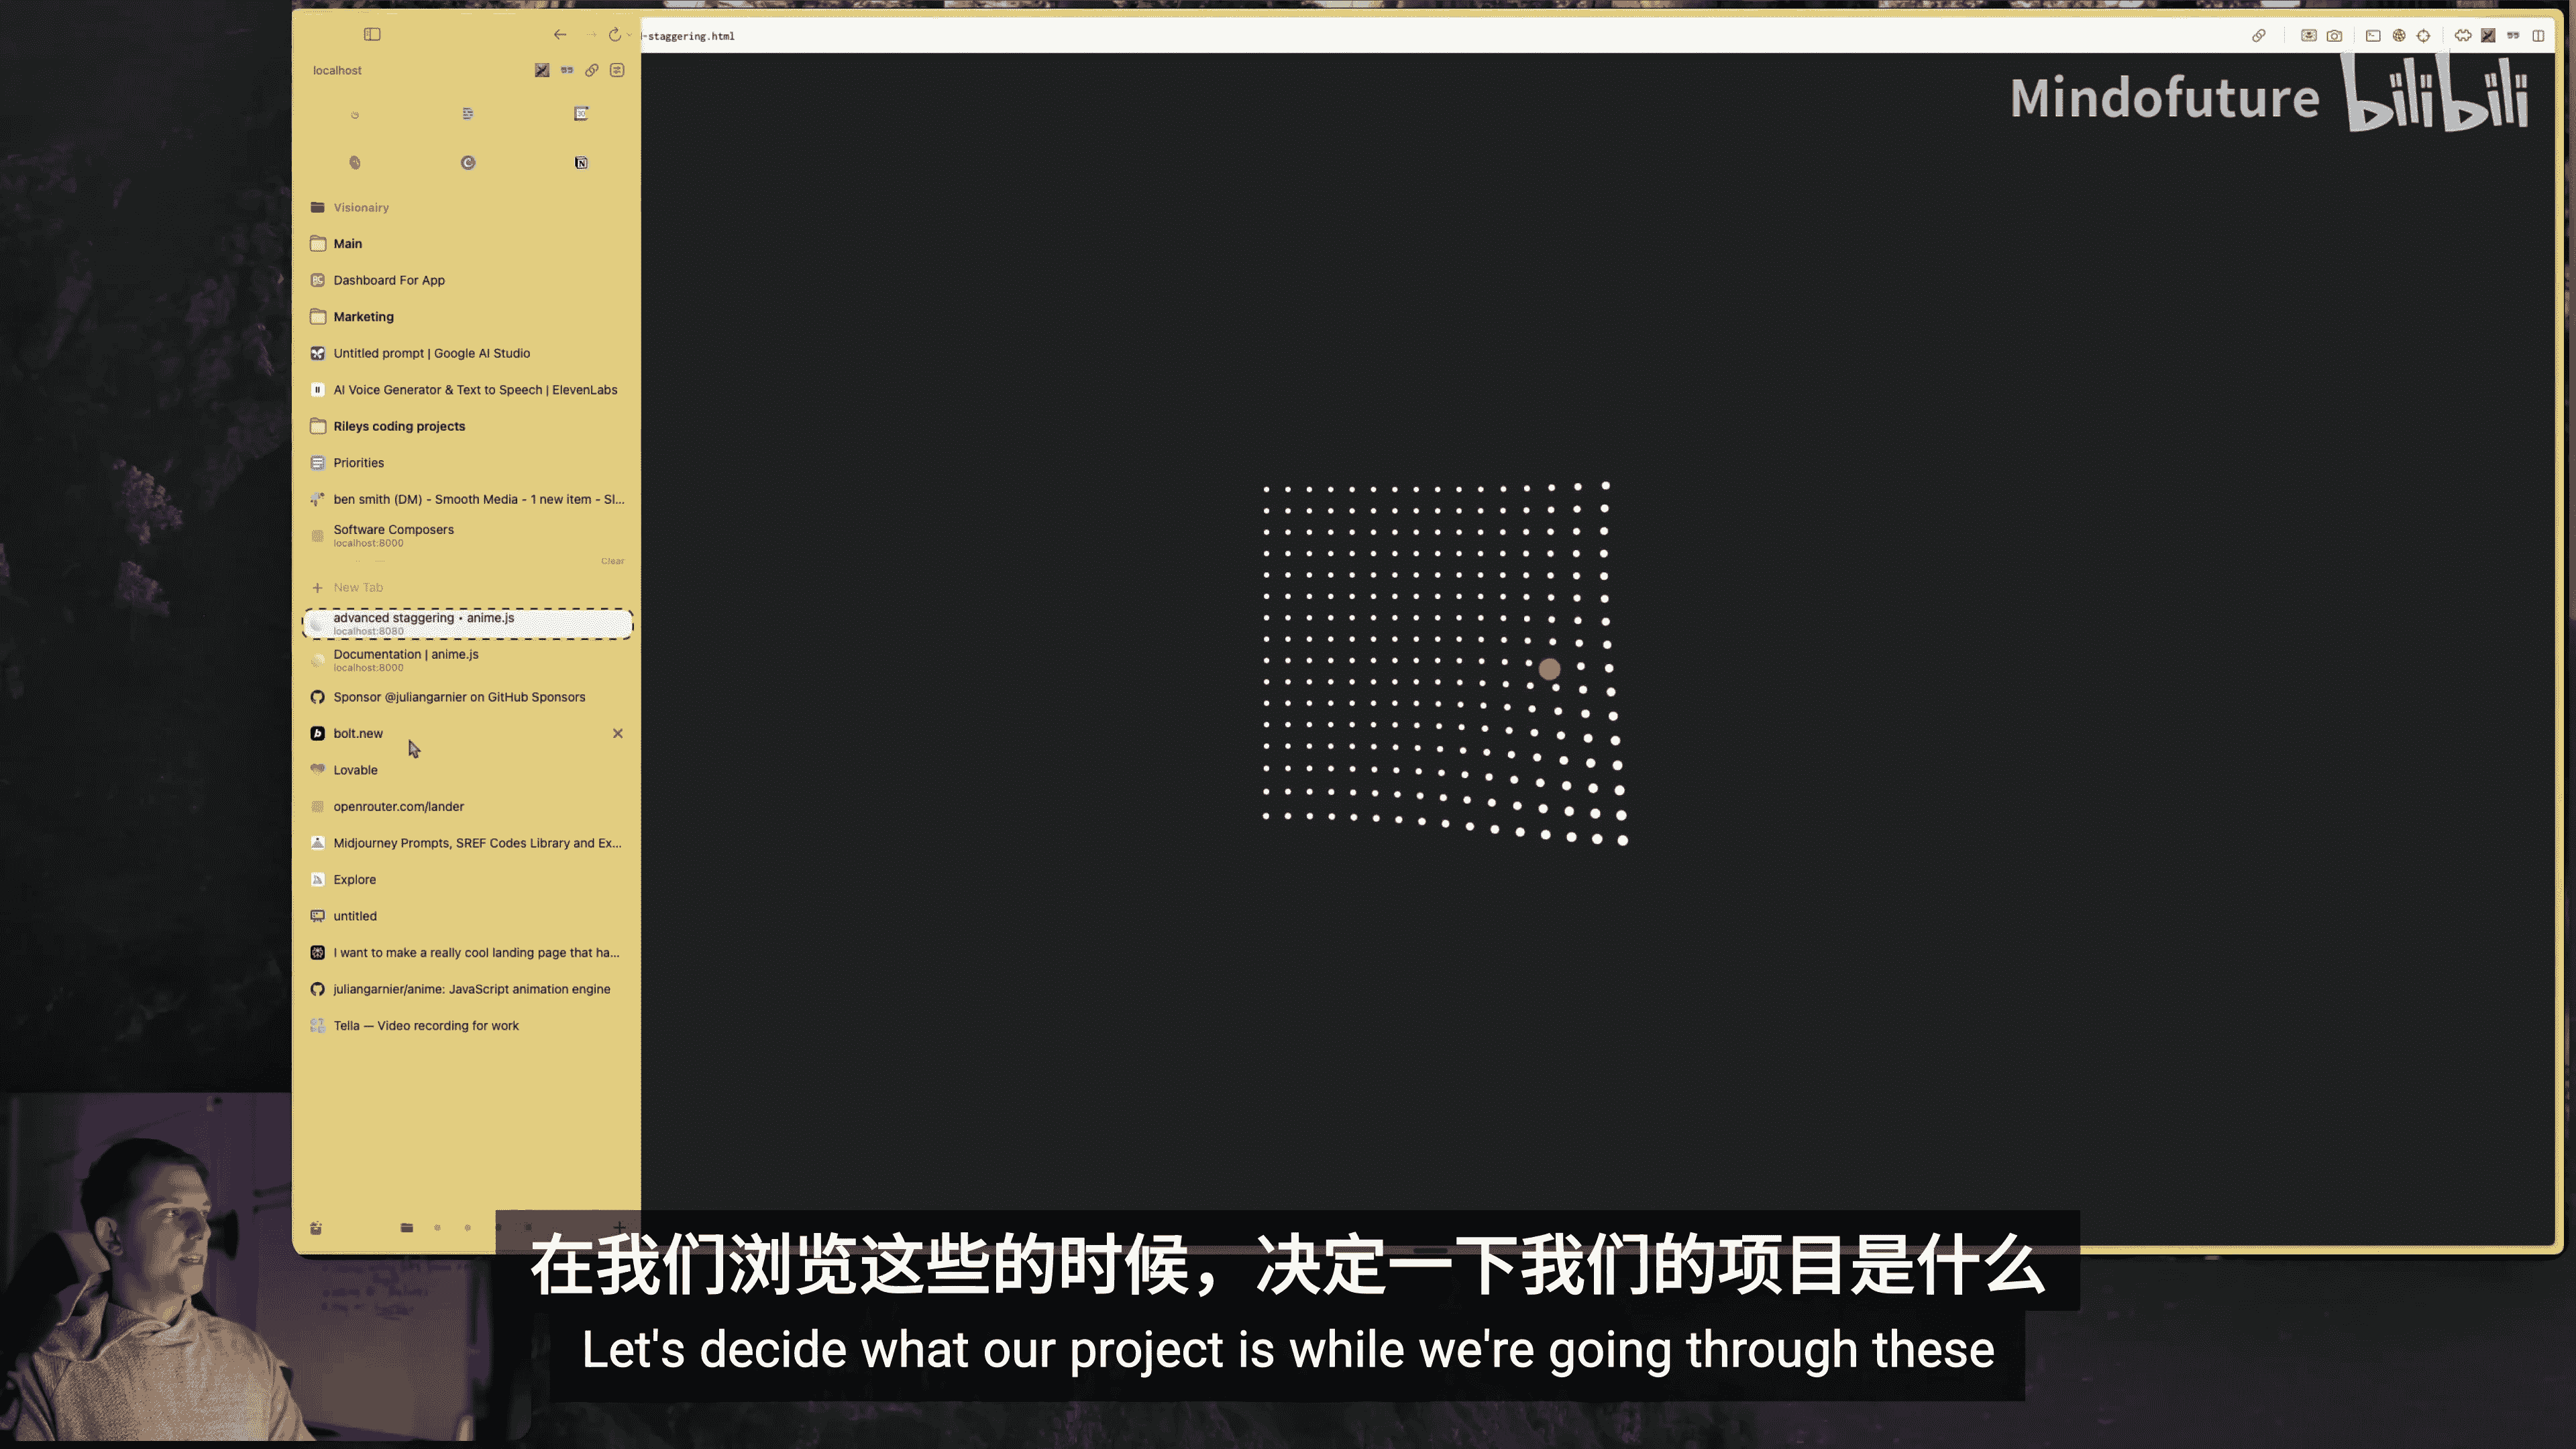 -staggering.html
localhost
Mindofuture bilibili
Visionairy
Main
Dashboard For App
Marketing
Untitled prompt | Google AI Studio
AI Voice Generator & Text to Speech | ElevenLabs
Rileys coding projects
Priorities
ben smith (DM) - Smooth Media - 1 new item - Sl...
Software Composers
localhost:8000
Clear
New Tab
advanced staggering • anime.js
localhost:8080
Documentation | anime.js
localhost:8000
Sponsor @juliangarnier on GitHub Sponsors
bolt.new
Lovable
openrouter.com/lander
Midjourney Prompts, SREF Codes Library and Ex...
Explore
untitled
I want to make a really cool landing page that ha...
juliangarnier/anime: JavaScript animation engine
Tella — Video recording for work
在我们浏览这些的时候，决定一下我们的项目是什么
Let's decide what our project is while we're going through these